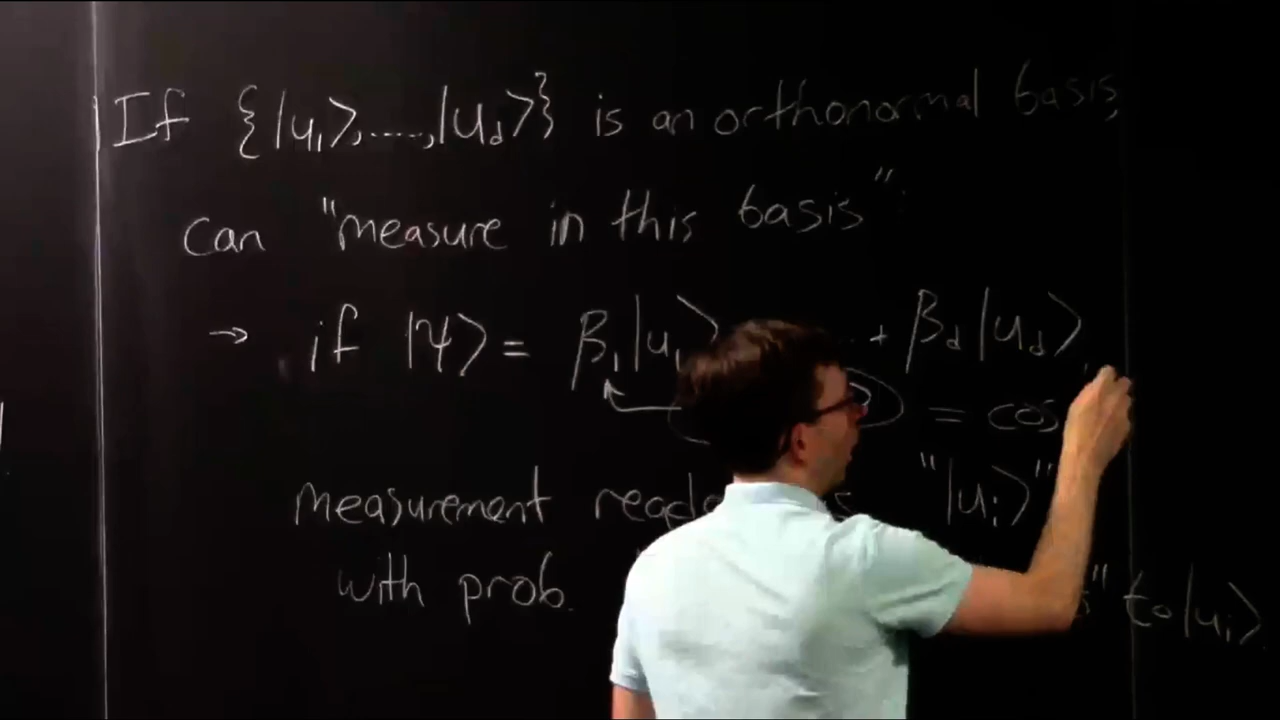 If {|u₁⟩,....,|u_d⟩} is an orthonormal basis,
can "measure in this basis":
→ if |ψ⟩ = β₁|u₁⟩ ... + β_d|u_d⟩
= cos
measurement "|uᵢ⟩"
with prob. " to |uᵢ⟩.